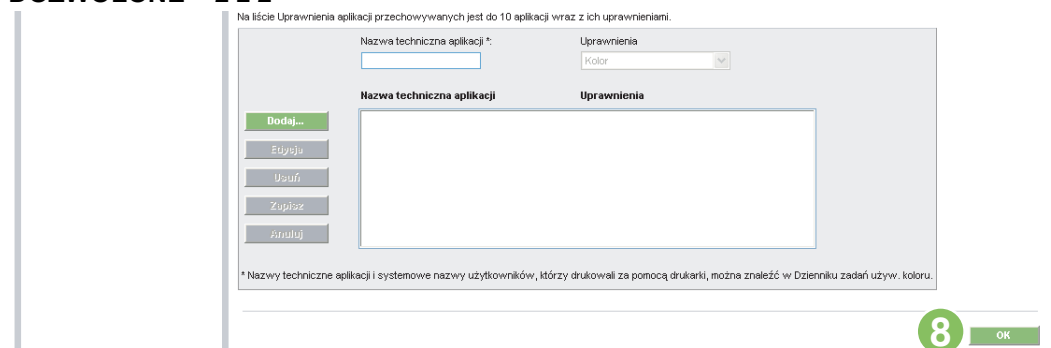 Na liście Uprawnienia aplikacji przechowywanych jest do 10 aplikacji wraz z ich uprawnieniami.
Nazwa techniczna aplikacji *: Uprawnienia
Kolor
Nazwa techniczna aplikacji Uprawnienia
Dodaj...
Edycja
Usuń
Zapisz
Anuluj
* Nazwy techniczne aplikacji i systemowe nazwy użytkowników, którzy drukowali za pomocą drukarki, można znaleźć w Dzienniku zadań używ. koloru.
8 OK